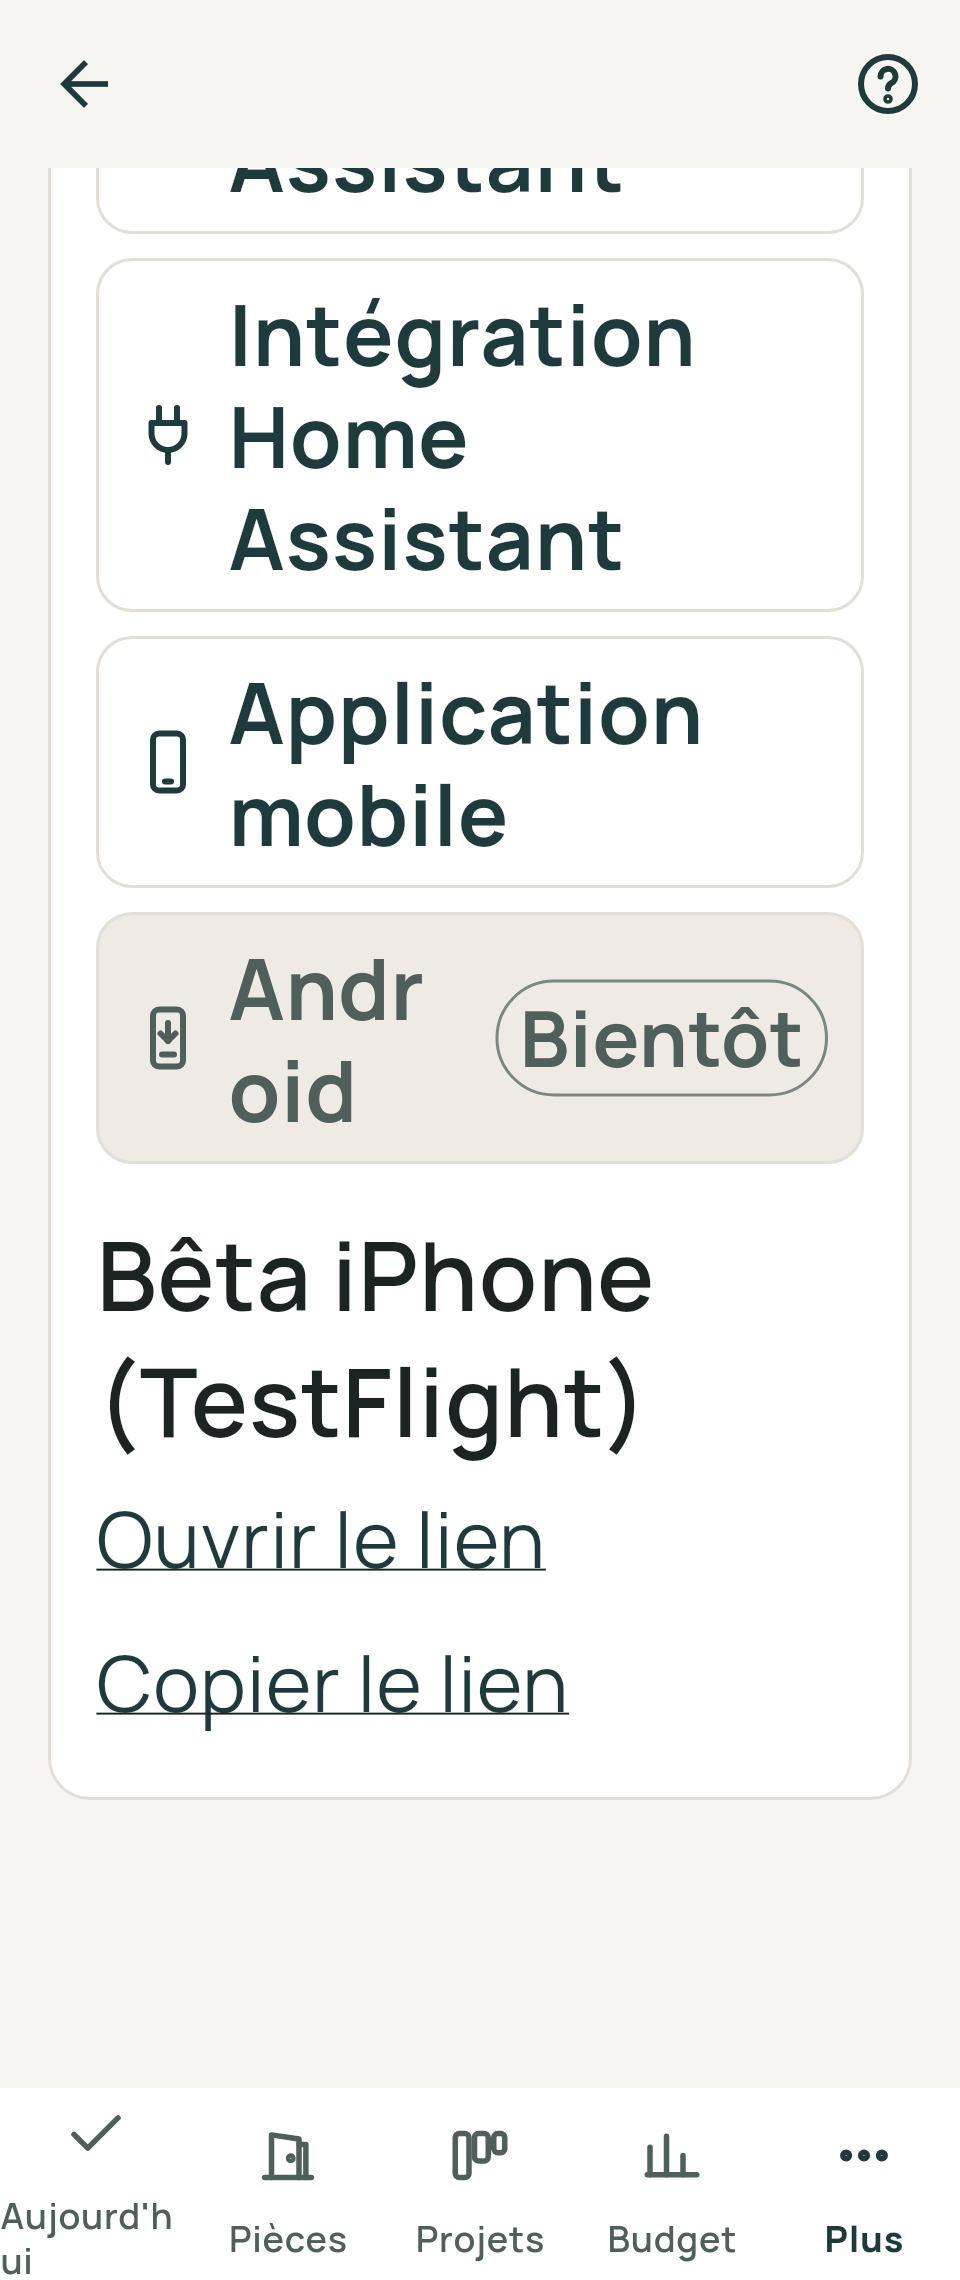 Assistant
Intégration
Home
Assistant
Application
mobile
Andr
oid
Bientôt
Bêta iPhone
(TestFlight)
Ouvrir le lien
Copier le lien
Aujourd'h
ui
Pièces
Projets
Budget
Plus